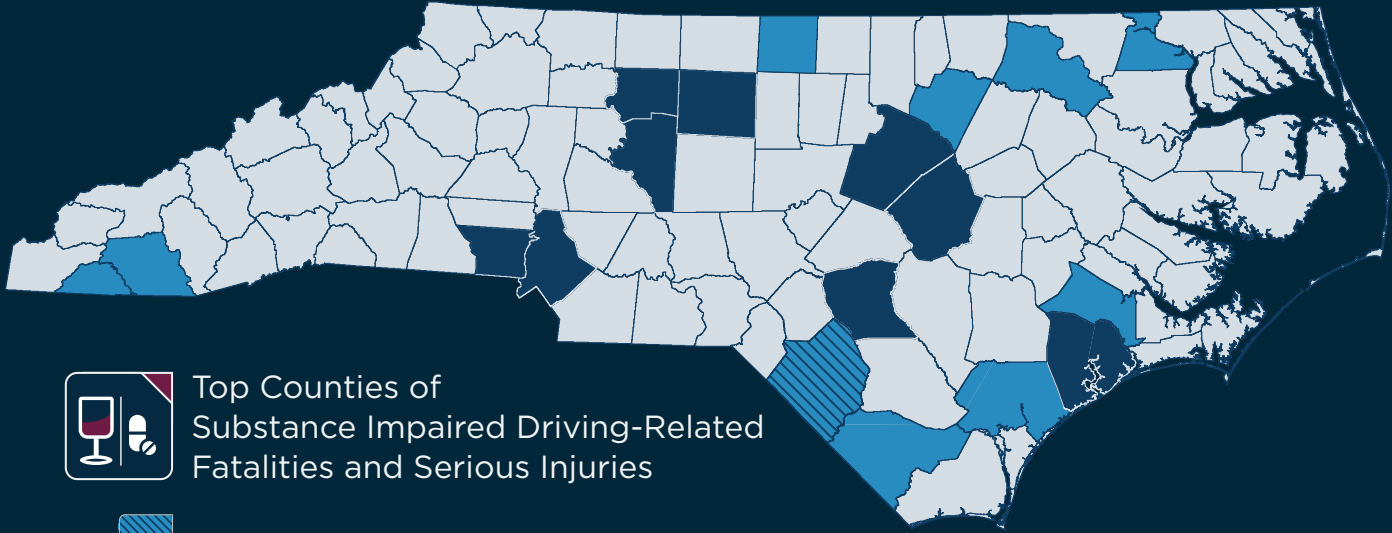 Top Counties of
Substance Impaired Driving-Related
Fatalities and Serious Injuries